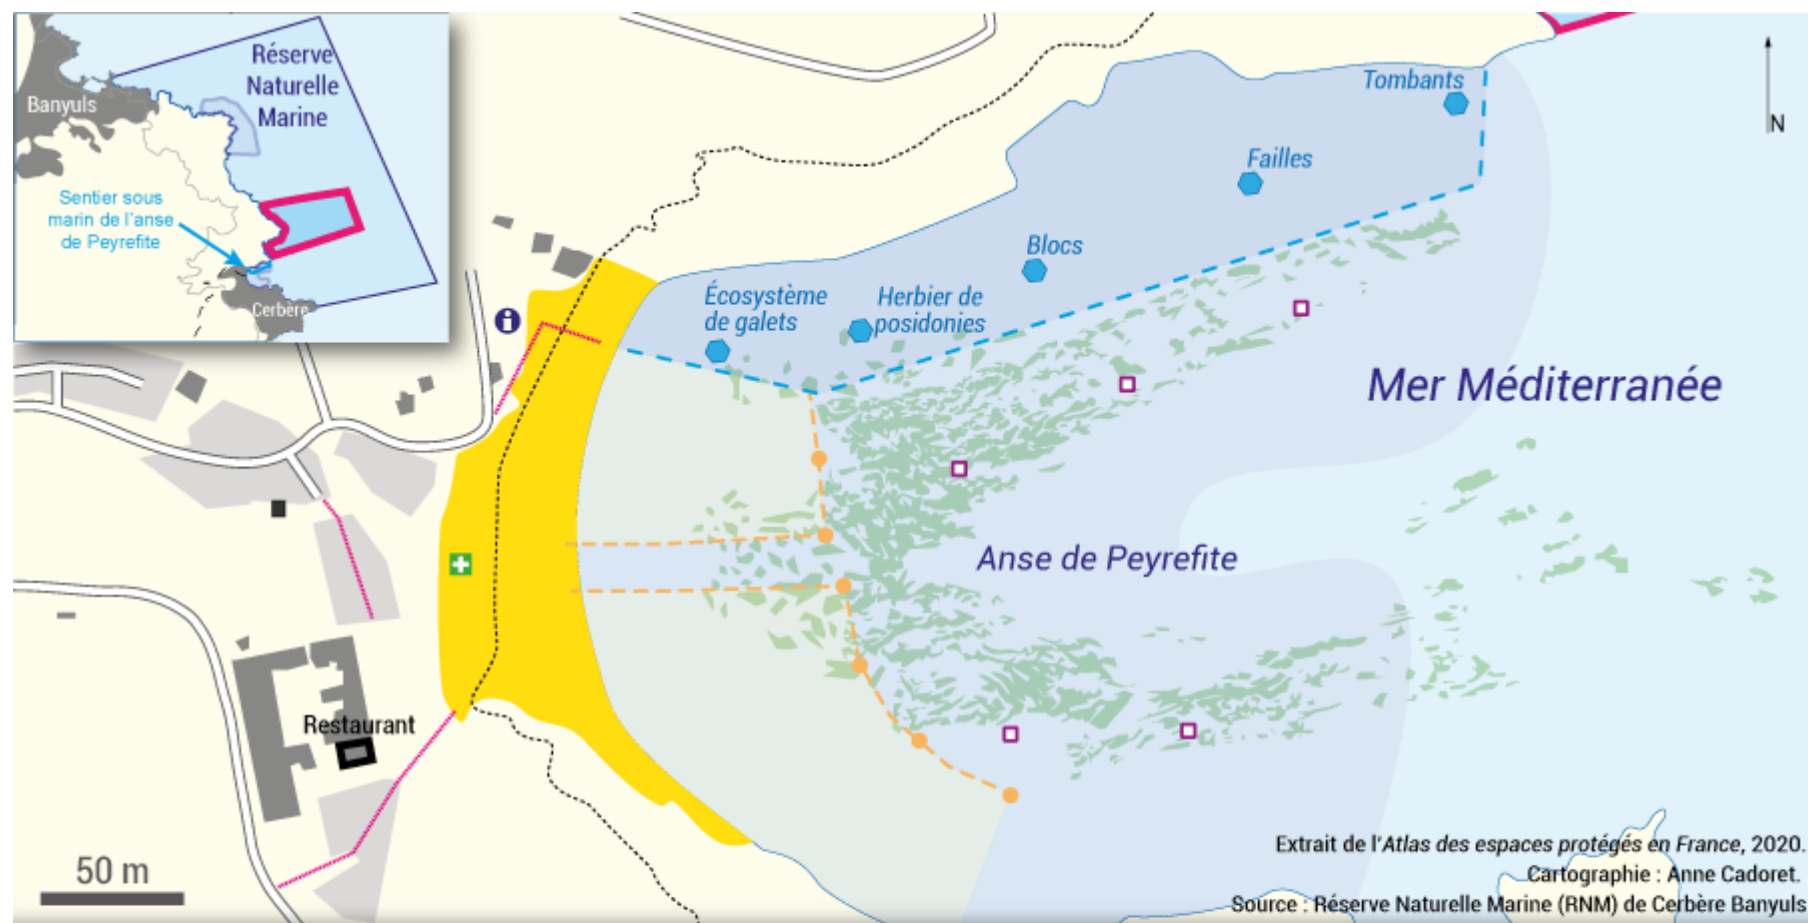 Réserve
Naturelle
Marine
Banyuls
Sentier sous
marin de l'anse
de Peyrefite
Cerbère
Tombants
N
Failles
Blocs
Écosystème
de galets
Herbier de
posidonies
i
Mer Méditerranée
Anse de Peyrefite
Restaurant
50 m
Extrait de l'Atlas des espaces protégés en France, 2020.
Cartographie : Anne Cadoret.
Source : Réserve Naturelle Marine (RNM) de Cerbère Banyuls